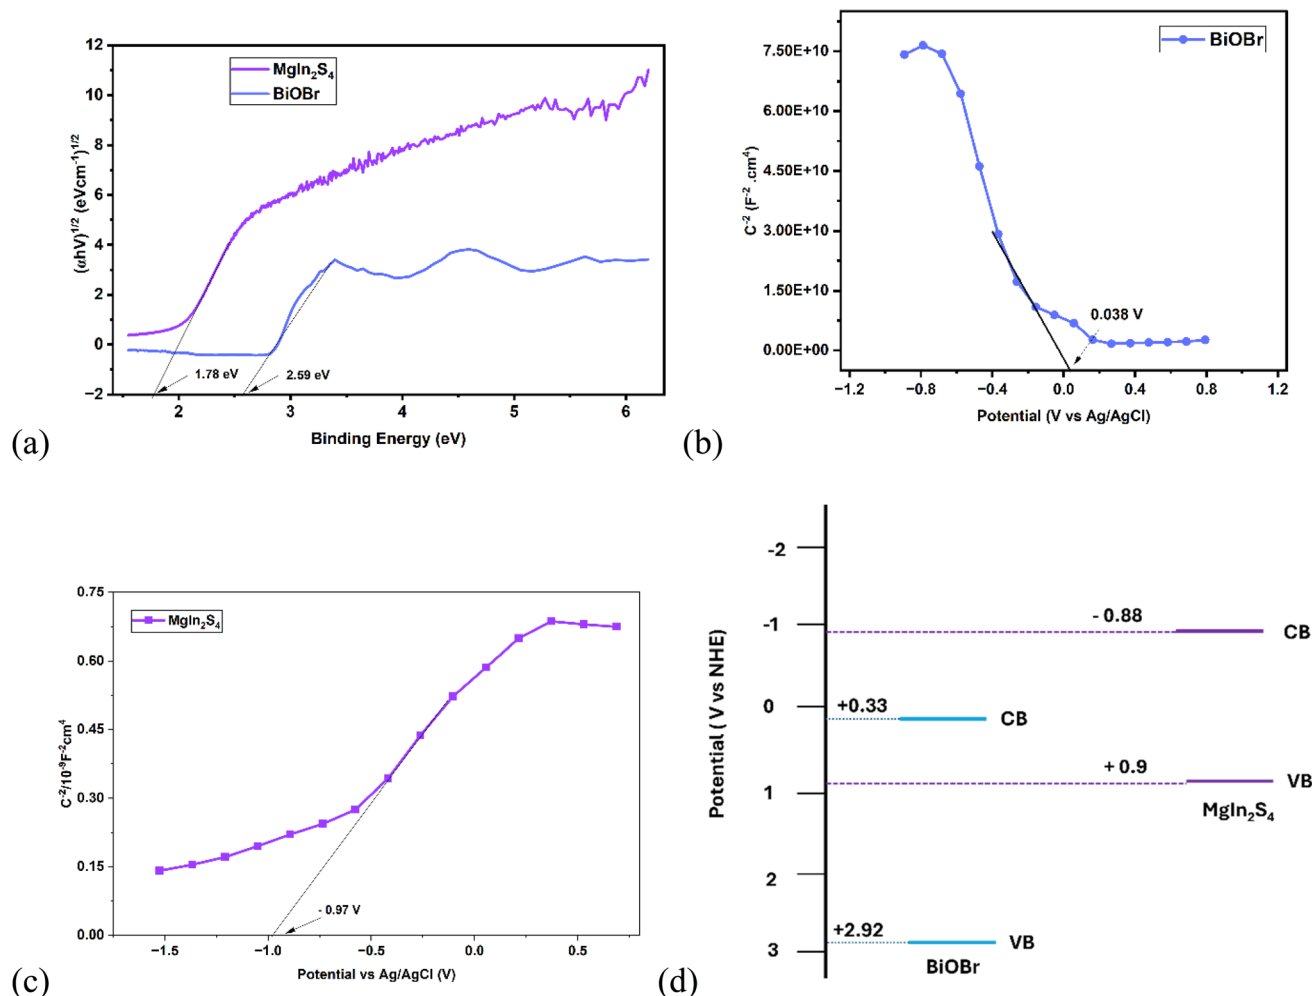 12
10
8
6
4
2
0
−2
(αhV)^1/2 (eVcm⁻¹)^1/2
MgIn₂S₄
BiOBr
1.78 eV
2.59 eV
2 3 4 5 6
Binding Energy (eV)
(a)
7.50E+10
6.00E+10
4.50E+10
3.00E+10
1.50E+10
0.00E+00
C⁻² (F⁻² .cm⁴)
BiOBr
0.038 V
−1.2 −0.8 −0.4 0.0 0.4 0.8 1.2
Potential (V vs Ag/AgCl)
(b)
0.75
0.60
0.45
0.30
0.15
0.00
C⁻²/10⁻⁹F⁻²cm⁴
MgIn₂S₄
- 0.97 V
−1.5 −1.0 −0.5 0.0 0.5
Potential vs Ag/AgCl (V)
(c)
Potential ( V vs NHE)
-2
-1
0
1
2
3
- 0.88
CB
+0.33
CB
+ 0.9
VB
MgIn₂S₄
+2.92
VB
BiOBr
(d)